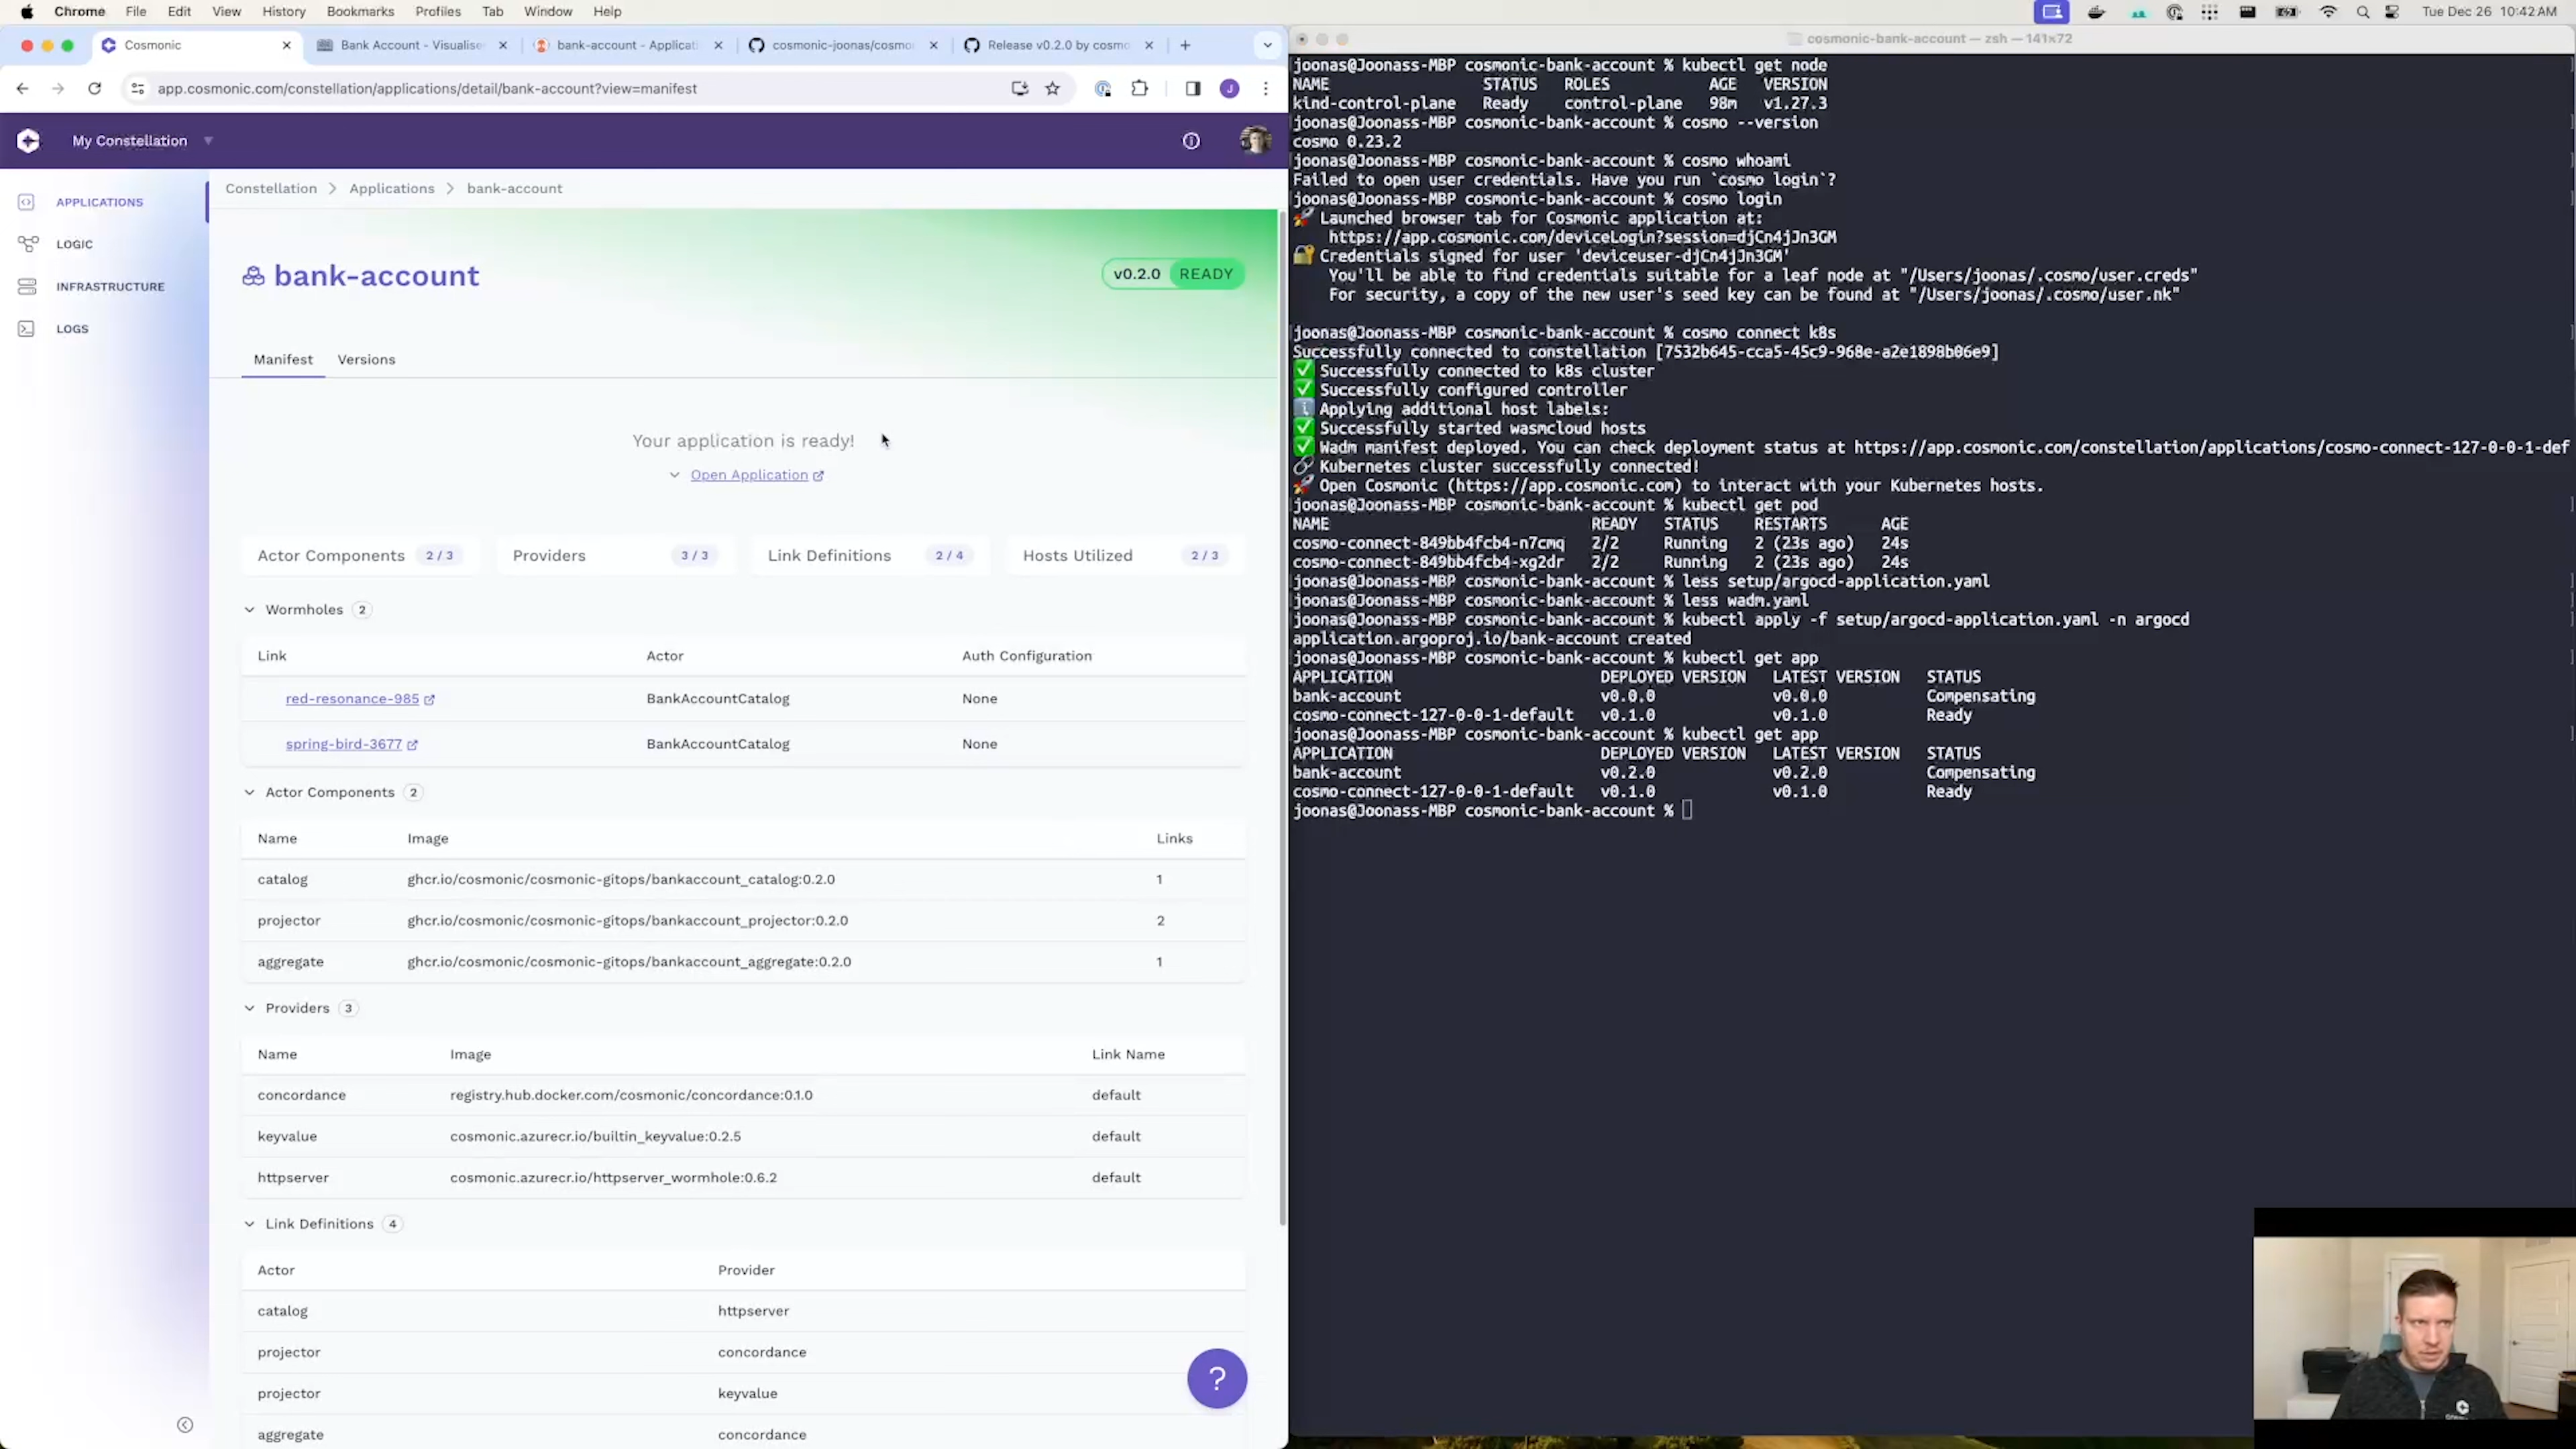 Chrome File Edit View History Bookmarks Profiles Tab Window Help
Tue Dec 26 10:42 AM
Cosmonic
Bank Account - Visualise
bank-account - Applicat
cosmonic-joonas/cosmo
Release v0.2.0 by cosmo
app.cosmonic.com/constellation/applications/detail/bank-account?view=manifest
J
My Constellation
APPLICATIONS
LOGIC
INFRASTRUCTURE
LOGS
Constellation > Applications > bank-account
bank-account
v0.2.0 READY
Manifest Versions
Your application is ready!
Open Application
Actor Components 2 / 3 Providers 3 / 3 Link Definitions 2 / 4 Hosts Utilized 2 / 3
Wormholes 2
Link Actor Auth Configuration
red-resonance-985 BankAccountCatalog None
spring-bird-3677 BankAccountCatalog None
Actor Components 2
Name Image Links
catalog ghcr.io/cosmonic/cosmonic-gitops/bankaccount_catalog:0.2.0 1
projector ghcr.io/cosmonic/cosmonic-gitops/bankaccount_projector:0.2.0 2
aggregate ghcr.io/cosmonic/cosmonic-gitops/bankaccount_aggregate:0.2.0 1
Providers 3
Name Image Link Name
concordance registry.hub.docker.com/cosmonic/concordance:0.1.0 default
keyvalue cosmonic.azurecr.io/builtin_keyvalue:0.2.5 default
httpserver cosmonic.azurecr.io/httpserver_wormhole:0.6.2 default
Link Definitions 4
Actor Provider
catalog httpserver
projector concordance
projector keyvalue
aggregate concordance
?
cosmonic-bank-account — zsh — 141×72
joonas@Joonass-MBP cosmonic-bank-account % kubectl get node
NAME STATUS ROLES AGE VERSION
kind-control-plane Ready control-plane 98m v1.27.3
joonas@Joonass-MBP cosmonic-bank-account % cosmo --version
cosmo 0.23.2
joonas@Joonass-MBP cosmonic-bank-account % cosmo whoami
Failed to open user credentials. Have you run `cosmo login`?
joonas@Joonass-MBP cosmonic-bank-account % cosmo login
Launched browser tab for Cosmonic application at:
https://app.cosmonic.com/deviceLogin?session=djCn4jJn3GM
Credentials signed for user 'deviceuser-djCn4jJn3GM'
You'll be able to find credentials suitable for a leaf node at "/Users/joonas/.cosmo/user.creds"
For security, a copy of the new user's seed key can be found at "/Users/joonas/.cosmo/user.nk"
joonas@Joonass-MBP cosmonic-bank-account % cosmo connect k8s
Successfully connected to constellation [7532b645-cca5-45c9-968e-a2e1898b06e9]
Successfully connected to k8s cluster
Successfully configured controller
Applying additional host labels:
Successfully started wasmcloud hosts
Wadm manifest deployed. You can check deployment status at https://app.cosmonic.com/constellation/applications/cosmo-connect-127-0-0-1-def
Kubernetes cluster successfully connected!
Open Cosmonic (https://app.cosmonic.com) to interact with your Kubernetes hosts.
joonas@Joonass-MBP cosmonic-bank-account % kubectl get pod
NAME READY STATUS RESTARTS AGE
cosmo-connect-849bb4fcb4-n7cmq 2/2 Running 2 (23s ago) 24s
cosmo-connect-849bb4fcb4-xg2dr 2/2 Running 2 (23s ago) 24s
joonas@Joonass-MBP cosmonic-bank-account % less setup/argocd-application.yaml
joonas@Joonass-MBP cosmonic-bank-account % less wadm.yaml
joonas@Joonass-MBP cosmonic-bank-account % kubectl apply -f setup/argocd-application.yaml -n argocd
application.argoproj.io/bank-account created
joonas@Joonass-MBP cosmonic-bank-account % kubectl get app
APPLICATION DEPLOYED VERSION LATEST VERSION STATUS
bank-account v0.0.0 v0.0.0 Compensating
cosmo-connect-127-0-0-1-default v0.1.0 v0.1.0 Ready
joonas@Joonass-MBP cosmonic-bank-account % kubectl get app
APPLICATION DEPLOYED VERSION LATEST VERSION STATUS
bank-account v0.2.0 v0.2.0 Compensating
cosmo-connect-127-0-0-1-default v0.1.0 v0.1.0 Ready
joonas@Joonass-MBP cosmonic-bank-account %